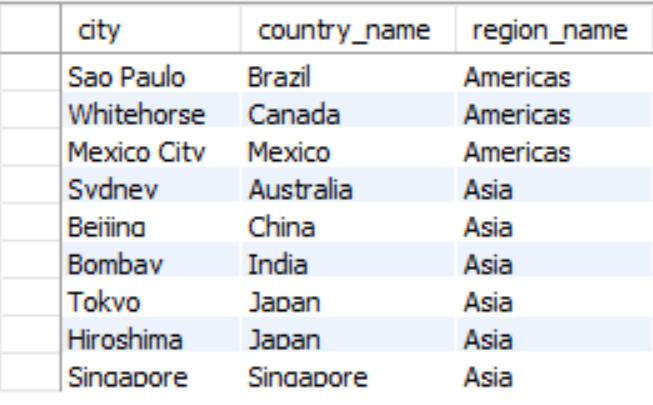 city country_name region_name
Sao Paulo Brazil Americas
Whitehorse Canada Americas
Mexico City Mexico Americas
Sydney Australia Asia
Beijing China Asia
Bombay India Asia
Tokyo Japan Asia
Hiroshima Japan Asia
Singapore Singapore Asia